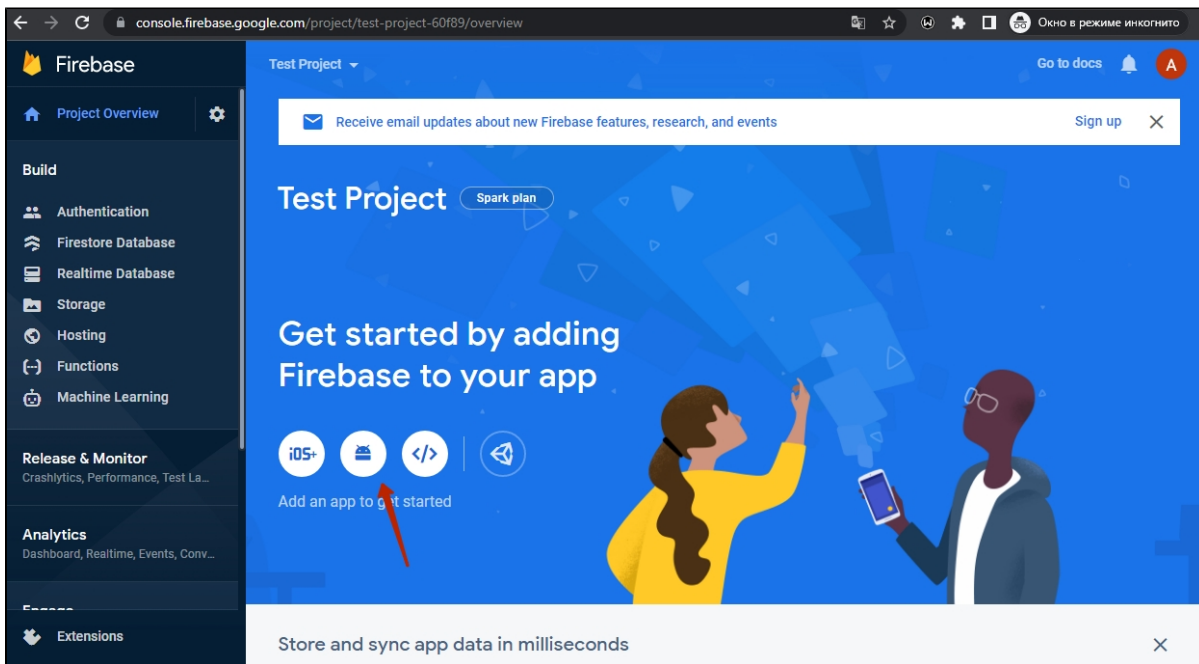 console.firebase.google.com/project/test-project-60f89/overview
Окно в режиме инкогнито
Firebase
Project Overview
Build
Authentication
Firestore Database
Realtime Database
Storage
Hosting
Functions
Machine Learning
Release & Monitor
Crashlytics, Performance, Test La...
Analytics
Dashboard, Realtime, Events, Conv...
Extensions
Test Project
Go to docs
A
Receive email updates about new Firebase features, research, and events
Sign up
Test Project
Spark plan
Get started by adding
Firebase to your app
iOS+
</>
Add an app to get started
Store and sync app data in milliseconds